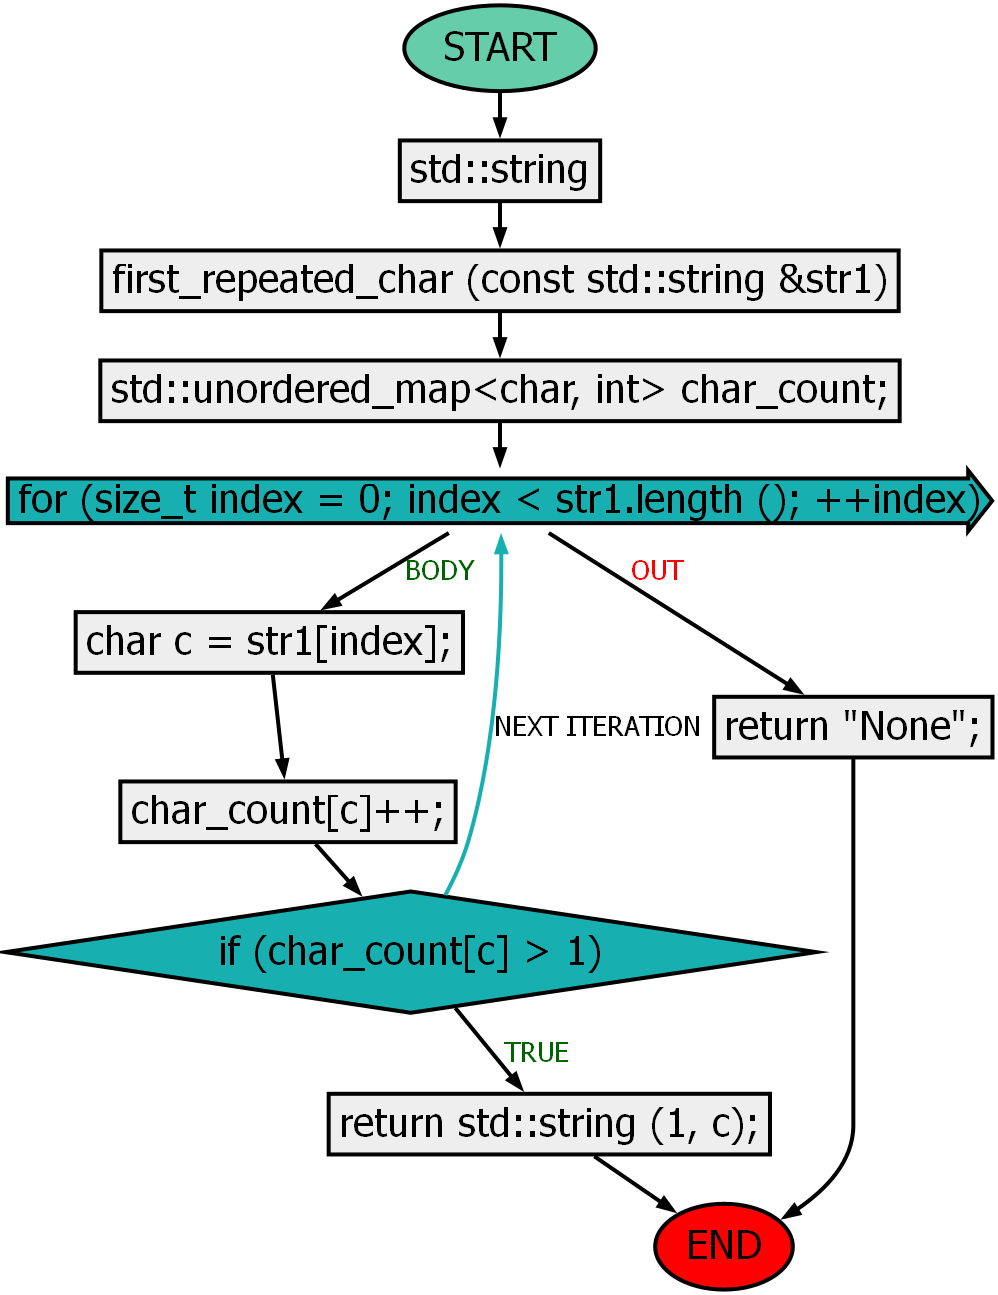 START
std::string
first_repeated_char (const std::string &str1)
std::unordered_map<char, int> char_count;
for (size_t index = 0; index < str1.length (); ++index)
BODY
OUT
char c = str1[index];
NEXT ITERATION
return "None";
char_count[c]++;
if (char_count[c] > 1)
TRUE
return std::string (1, c);
END